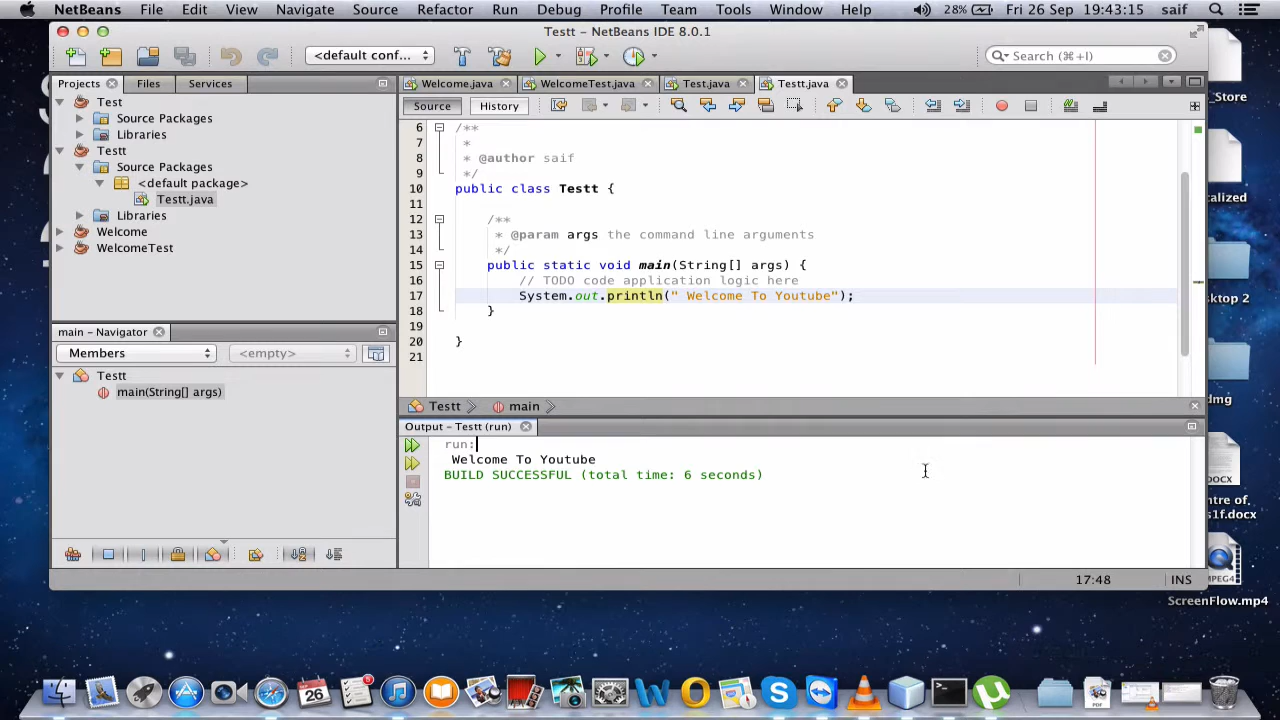 NetBeans File Edit View Navigate Source Refactor Run Debug Profile Team Tools Window Help 28% Fri 26 Sep 19:43:15 saif
Testt - NetBeans IDE 8.0.1
<default conf... Search (⌘+I)
Projects Files Services
Test
Source Packages
Libraries
Testt
Source Packages
<default package>
Testt.java
Libraries
Welcome
WelcomeTest
main - Navigator
Members <empty>
Testt
main(String[] args)
Welcome.java WelcomeTest.java Test.java Testt.java
Source History
6 /**
7 *
8 * @author saif
9 */
10 public class Testt {
11
12 /**
13 * @param args the command line arguments
14 */
15 public static void main(String[] args) {
16 // TODO code application logic here
17 System.out.println(" Welcome To Youtube");
18 }
19
20 }
21
Testt main
Output - Testt (run)
run:
Welcome To Youtube
BUILD SUCCESSFUL (total time: 6 seconds)
17:48 INS
_Store
alized
sktop 2
dmg
OCX
ntre of.
s1f.docx
MPEG4
ScreenFlow.mp4
26
PDF